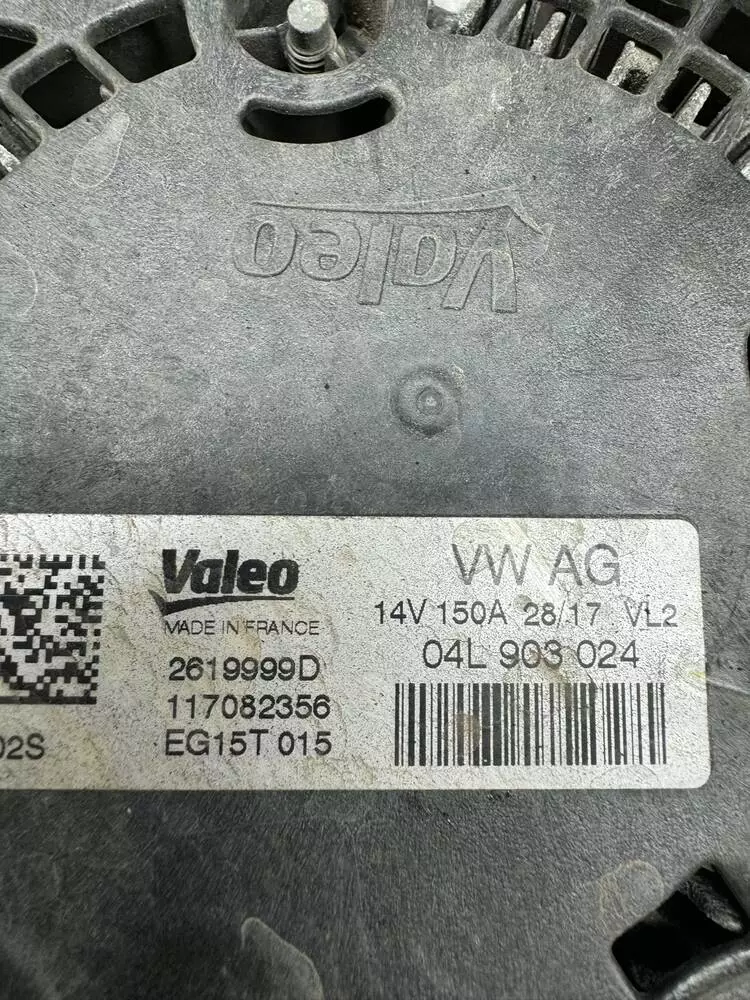 Valeo
Valeo
MADE IN FRANCE
2619999D
117082356
EG15T 015
02S
VW AG
14V 150A 28/17 VL2
04L 903 024